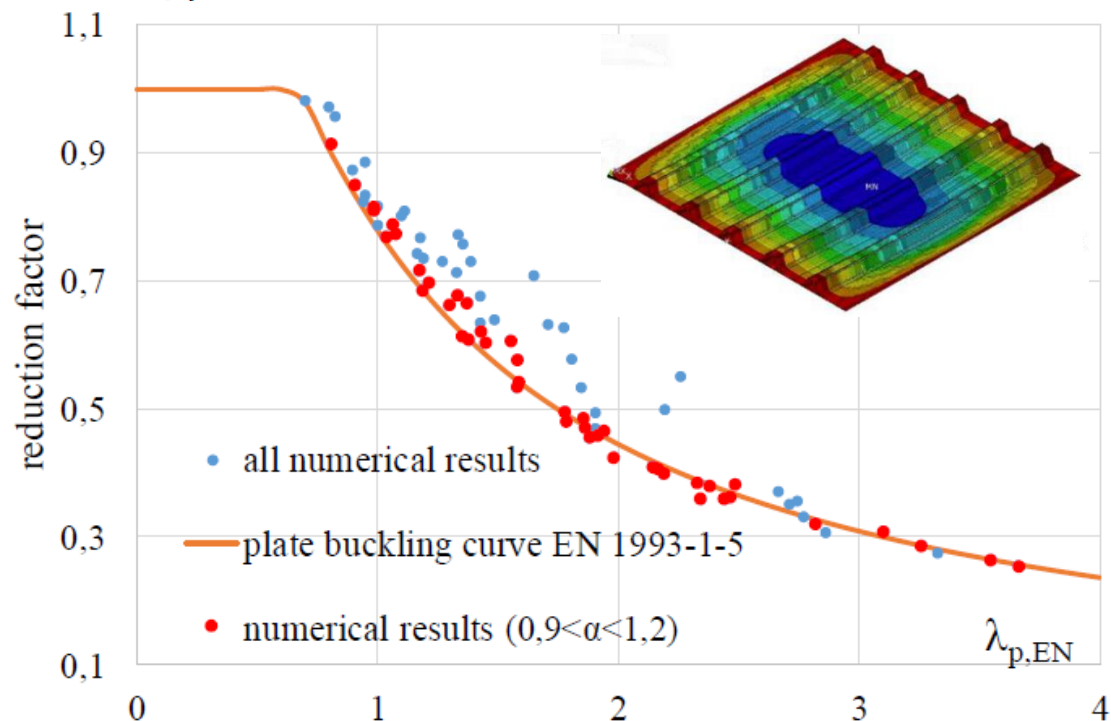 1,1
0,9
0,7
0,5
0,3
0,1
reduction factor
MN
X
all numerical results
plate buckling curve EN 1993-1-5
numerical results (0,9<α<1,2)
λp,EN
0 1 2 3 4